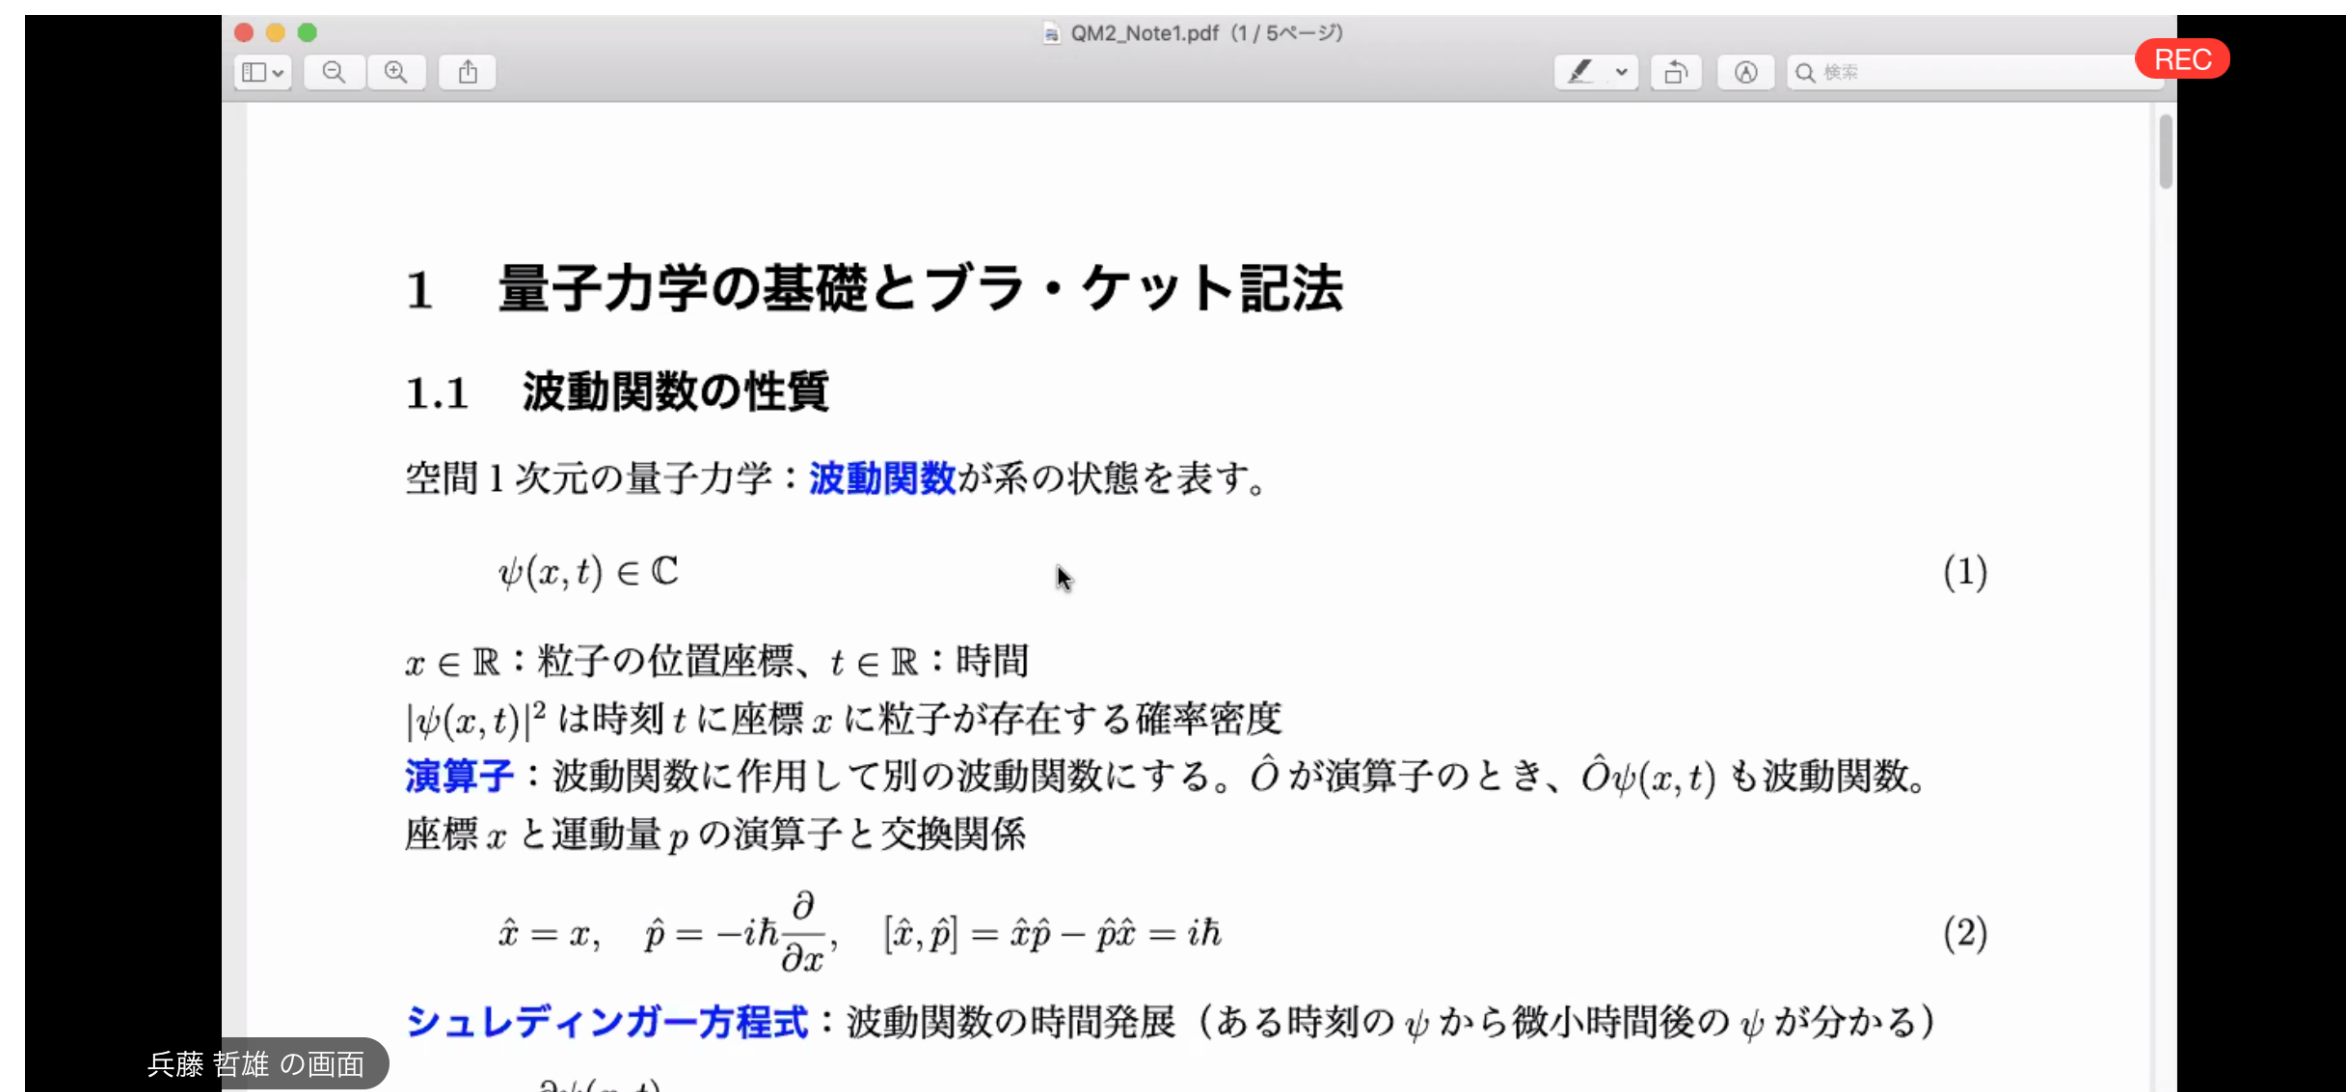 QM2_Note1.pdf（1 / 5ページ）
検索
REC
1 量子力学の基礎とブラ・ケット記法
1.1 波動関数の性質
空間 1 次元の量子力学：波動関数が系の状態を表す。
ψ(x, t) ∈ ℂ (1)
x ∈ ℝ：粒子の位置座標、t ∈ ℝ：時間
|ψ(x, t)|² は時刻 t に座標 x に粒子が存在する確率密度
演算子：波動関数に作用して別の波動関数にする。Ô が演算子のとき、Ôψ(x, t) も波動関数。
座標 x と運動量 p の演算子と交換関係
x̂ = x, p̂ = −iħ ∂/∂x, [x̂, p̂] = x̂p̂ − p̂x̂ = iħ (2)
シュレディンガー方程式：波動関数の時間発展（ある時刻の ψ から微小時間後の ψ が分かる）
兵藤 哲雄 の画面